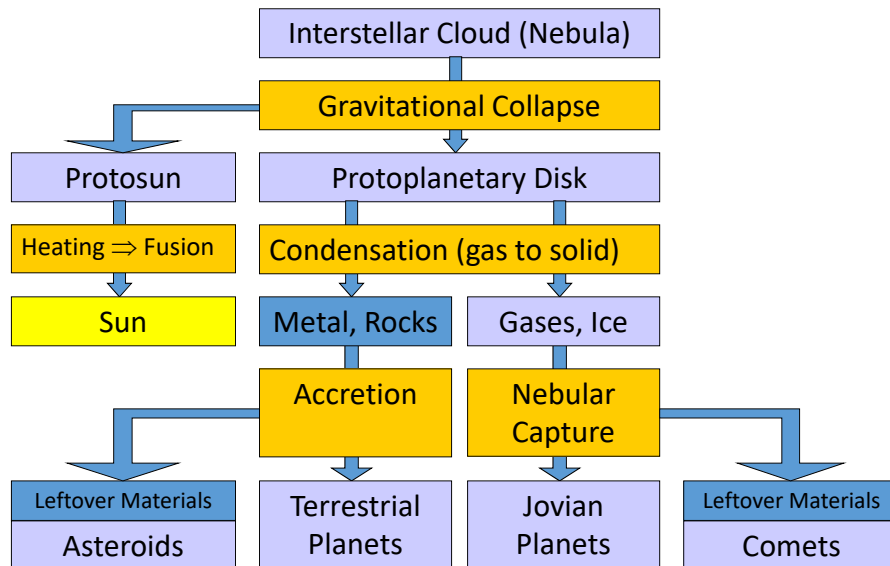 Interstellar Cloud (Nebula)
Gravitational Collapse
Protosun
Protoplanetary Disk
Heating ⇒ Fusion
Condensation (gas to solid)
Sun
Metal, Rocks
Gases, Ice
Accretion
Nebular
Capture
Leftover Materials
Asteroids
Terrestrial
Planets
Jovian
Planets
Leftover Materials
Comets